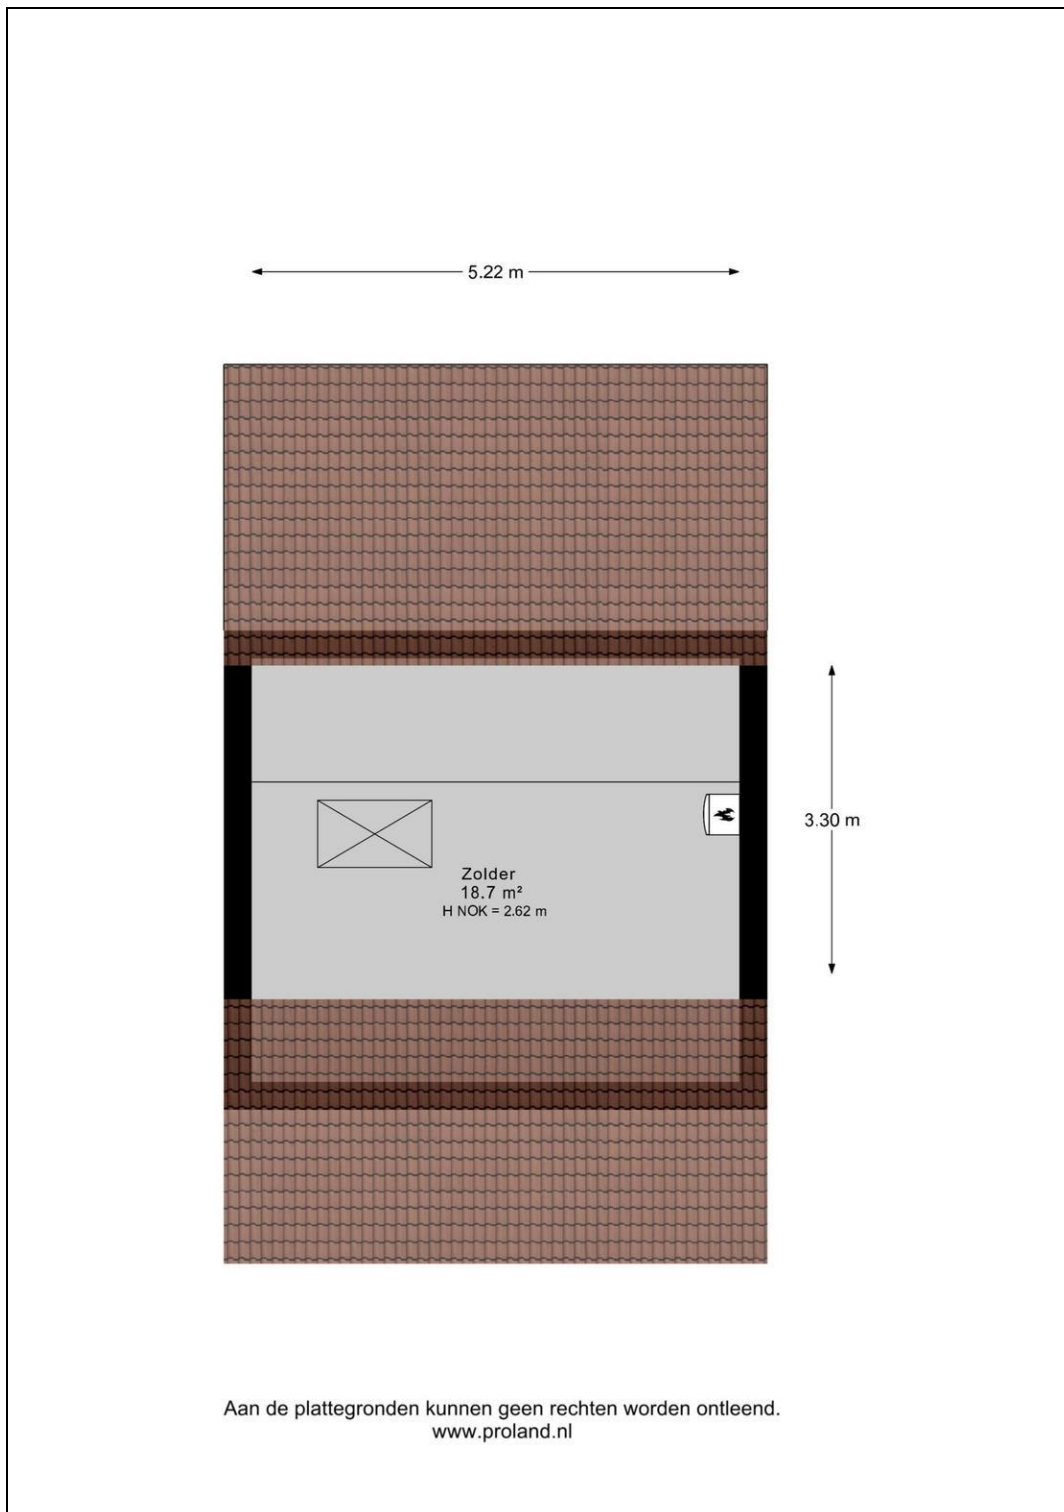 5.22 m
3.30 m
Zolder
18.7 m²
H NOK = 2.62 m
Aan de plattegronden kunnen geen rechten worden ontleend.
www.proland.nl